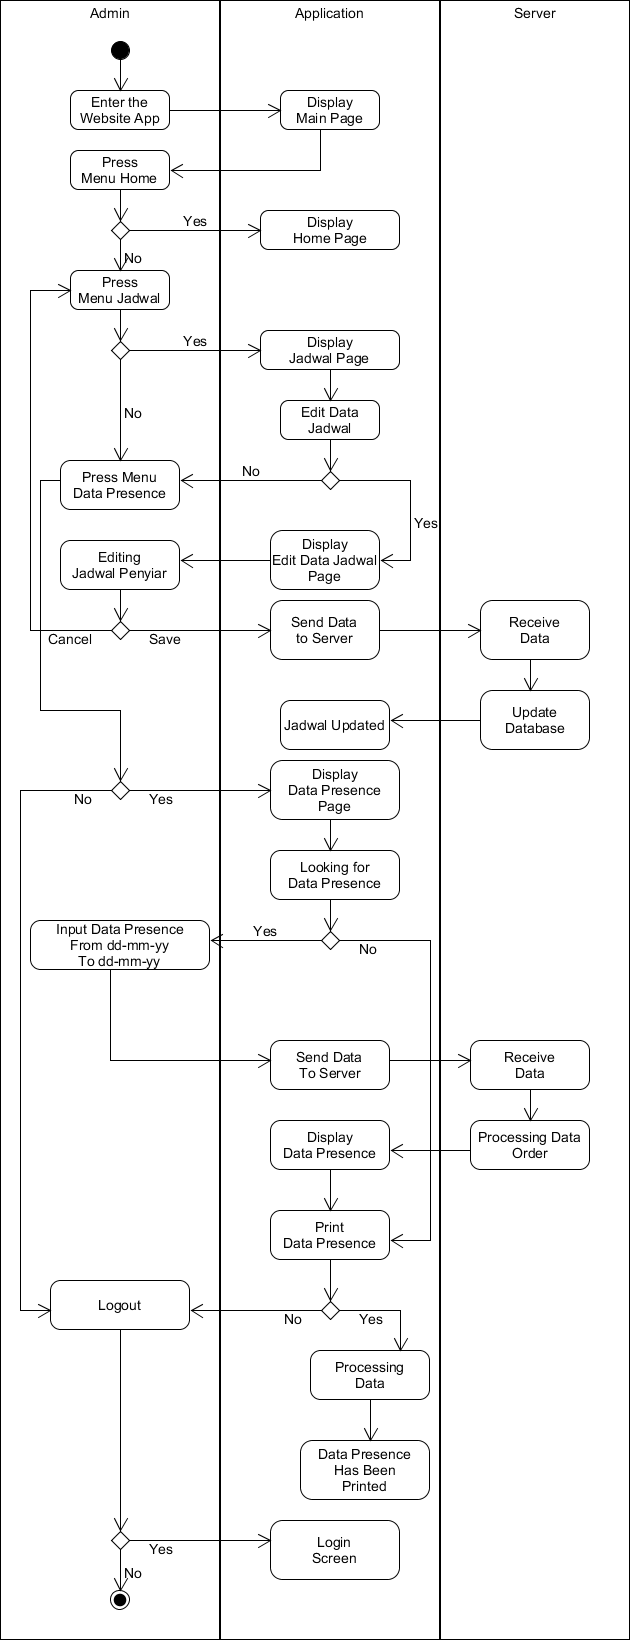 Admin
Application
Server
Enter the
Website App
Display
Main Page
Press
Menu Home
Yes
Display
Home Page
No
Press
Menu Jadwal
Yes
Display
Jadwal Page
No
Edit Data
Jadwal
No
Press Menu
Data Presence
Yes
Display
Edit Data Jadwal
Page
Editing
Jadwal Penyiar
Cancel
Save
Send Data
to Server
Receive
Data
Update
Database
Jadwal Updated
No
Yes
Display
Data Presence
Page
Looking for
Data Presence
Yes
No
Input Data Presence
From dd-mm-yy
To dd-mm-yy
Send Data
To Server
Receive
Data
Processing Data
Order
Display
Data Presence
Print
Data Presence
Logout
No
Yes
Processing
Data
Data Presence
Has Been
Printed
Yes
Login
Screen
No